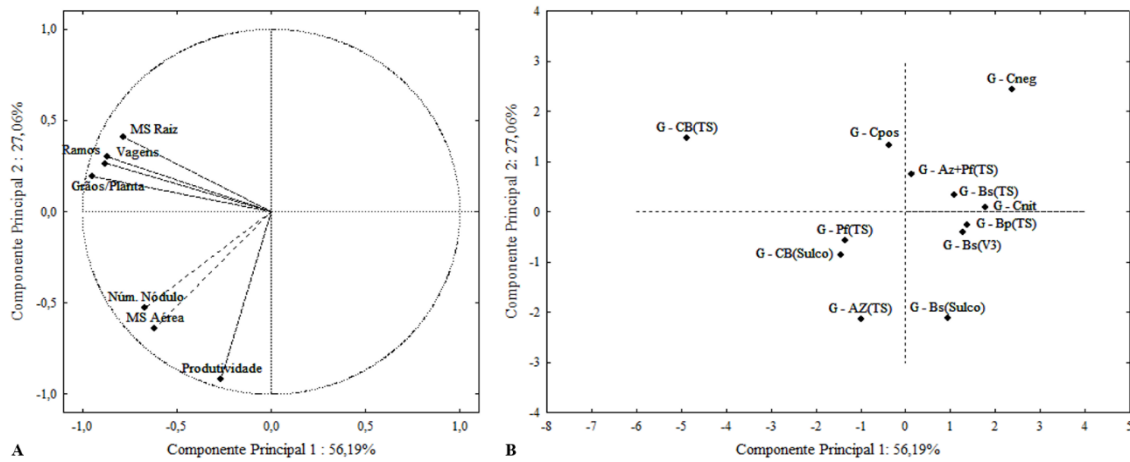 1,0
0,5
0,0
-0,5
-1,0
Componente Principal 2 : 27,06%
MS Raiz
Ramos
Vagens
Grãos/Planta
Núm. Nódulo
MS Aérea
Produtividade
-1,0 -0,5 0,0 0,5 1,0
Componente Principal 1 : 56,19%
A
4
3
2
1
0
-1
-2
-3
-4
Componente Principal 2: 27,06%
G - Cneg
G - CB(TS)
G - Cpos
G - Az+Pf(TS)
G - Bs(TS)
G - Cnit
G - Bp(TS)
G - Pf(TS)
G - Bs(V3)
G - CB(Sulco)
G - AZ(TS)
G - Bs(Sulco)
-8 -7 -6 -5 -4 -3 -2 -1 0 1 2 3 4 5
Componente Principal 1: 56,19%
B